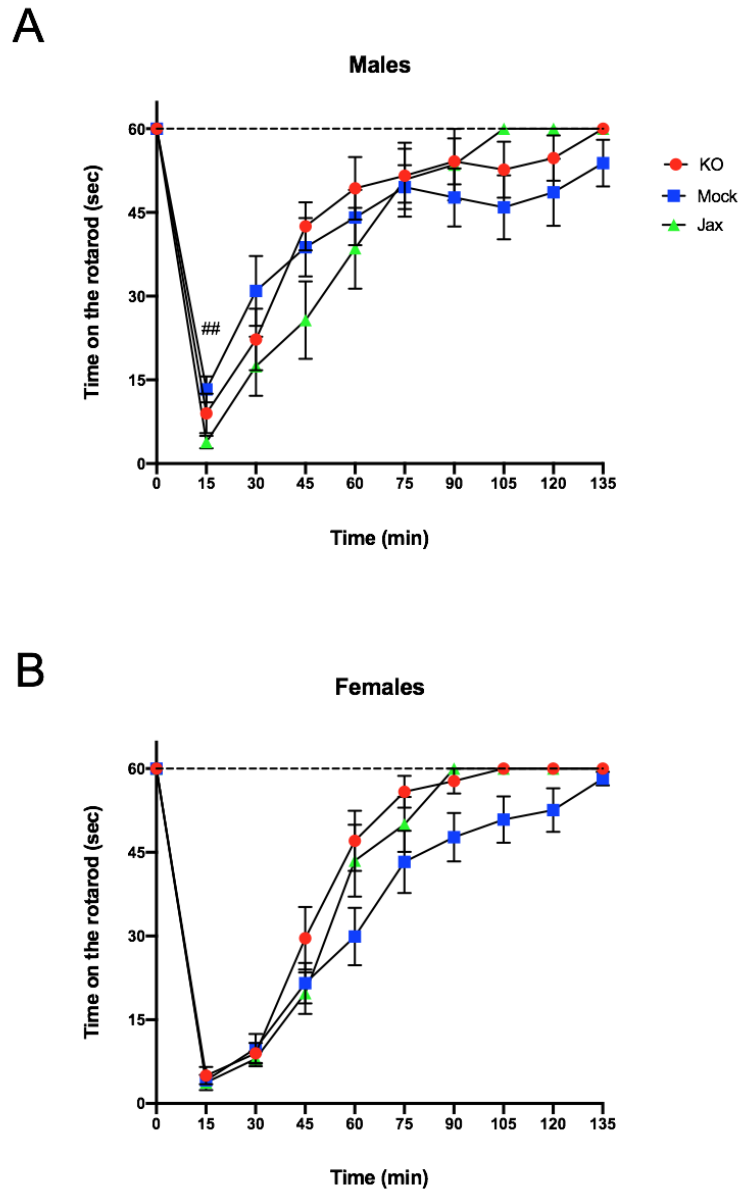 A
Males
60
45
30
15
0
Time on the rotarod (sec)
##
0 15 30 45 60 75 90 105 120 135
Time (min)
KO
Mock
Jax
B
Females
60
45
30
15
0
Time on the rotarod (sec)
0 15 30 45 60 75 90 105 120 135
Time (min)